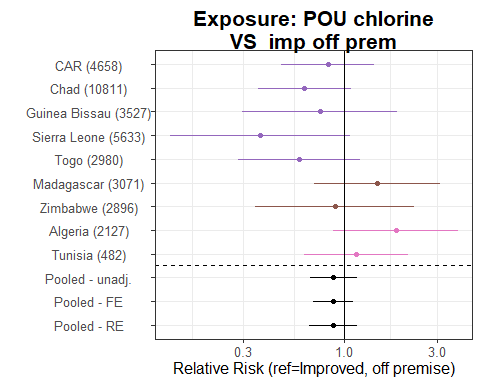 Exposure: POU chlorine
VS  imp off prem
CAR (4658)
Chad (10811)
Guinea Bissau (3527)
Sierra Leone (5633)
Togo (2980)
Madagascar (3071)
Zimbabwe (2896)
Algeria (2127)
Tunisia (482)
Pooled - unadj.
Pooled - FE
Pooled - RE
0.3 1.0 3.0
Relative Risk (ref=Improved, off premise)